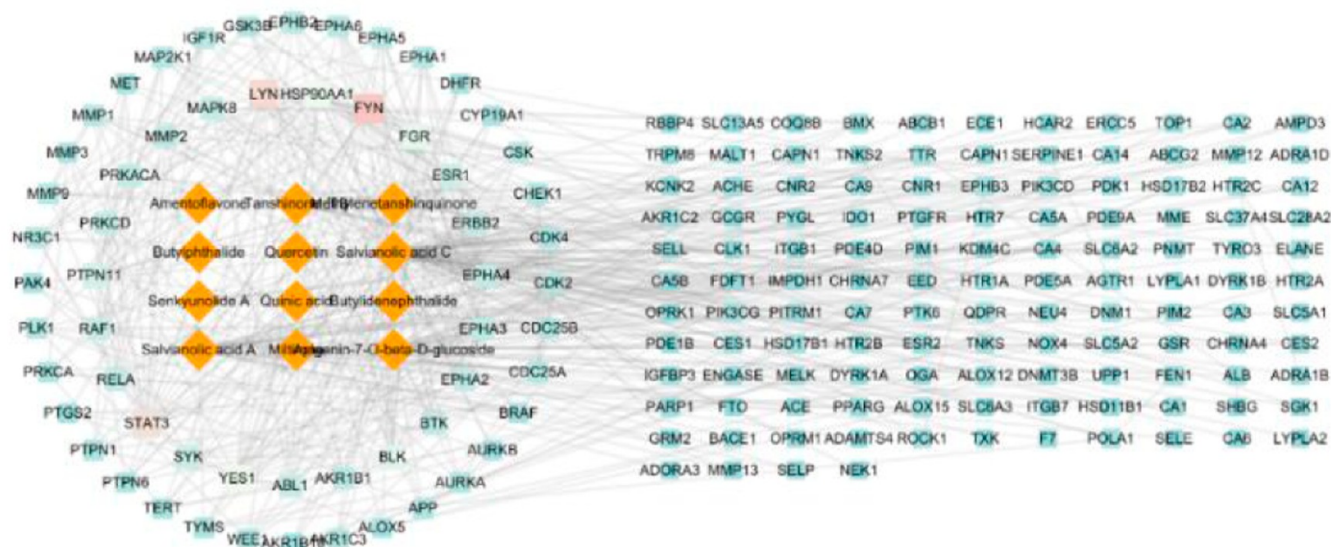 GSK3B EPHB2 EPHA6
IGF1R EPHA5
MAP2K1 EPHA1
MET LYN HSP90AA1 FYN DHFR
MMP1 MAPK8 CYP19A1
MMP2 FGR
MMP3 CSK
PRKACA ESR1
MMP9 CHEK1
Amentoflavone
PRKCD ERBB2
NR3C1 CDK4
Butylphthalide Quercetin Salvianolic acid C
PAK4 PTPN11 EPHA4 CDK2
Senkyunolide A Quinic acid Butylidenephthalide
PLK1 RAF1 EPHA3 CDC25B
Salvianolic acid A
PRKCA RELA EPHA2 CDC25A
PTGS2 STAT3 BTK BRAF
PTPN1 SYK BLK AURKB
PTPN6 YES1 ABL1 AKR1B1 AURKA
TERT APP
TYMS ALOX5
WEE1 AKR1C3
RBBP4 SLC13A5 COQ8B BMX ABCB1 ECE1 HCAR2 ERCC5 TOP1 CA2 AMPD3
TRPM8 MALT1 CAPN1 TNKS2 TTR CAPN1 SERPINE1 CA14 ABCG2 MMP12 ADRA1D
KCNK2 ACHE CNR2 CA9 CNR1 EPHB3 PIK3CD PDK1 HSD17B2 HTR2C CA12
AKR1C2 GCGR PYGL IDO1 PTGFR HTR7 CA5A PDE9A MME SLC37A4 SLC28A2
SELL CLK1 ITGB1 PDE4D PIM1 KDM4C CA4 SLC6A2 PNMT TYRO3 ELANE
CA5B FDFT1 IMPDH1 CHRNA7 EED HTR1A PDE5A AGTR1 LYPLA1 DYRK1B HTR2A
OPRK1 PIK3CG PITRM1 CA7 PTK6 QDPR NEU4 DNM1 PIM2 CA3 SLC5A1
PDE1B CES1 HSD17B1 HTR2B ESR2 TNKS NOX4 SLC5A2 GSR CHRNA4 CES2
IGFBP3 ENGASE MELK DYRK1A OGA ALOX12 DNMT3B UPP1 FEN1 ALB ADRA1B
PARP1 FTO ACE PPARG ALOX15 SLC6A3 ITGB7 HSD11B1 CA1 SHBG SGK1
GRM2 BACE1 OPRM1 ADAMTS4 ROCK1 TXK F7 POLA1 SELE CA6 LYPLA2
ADORA3 MMP13 SELP NEK1